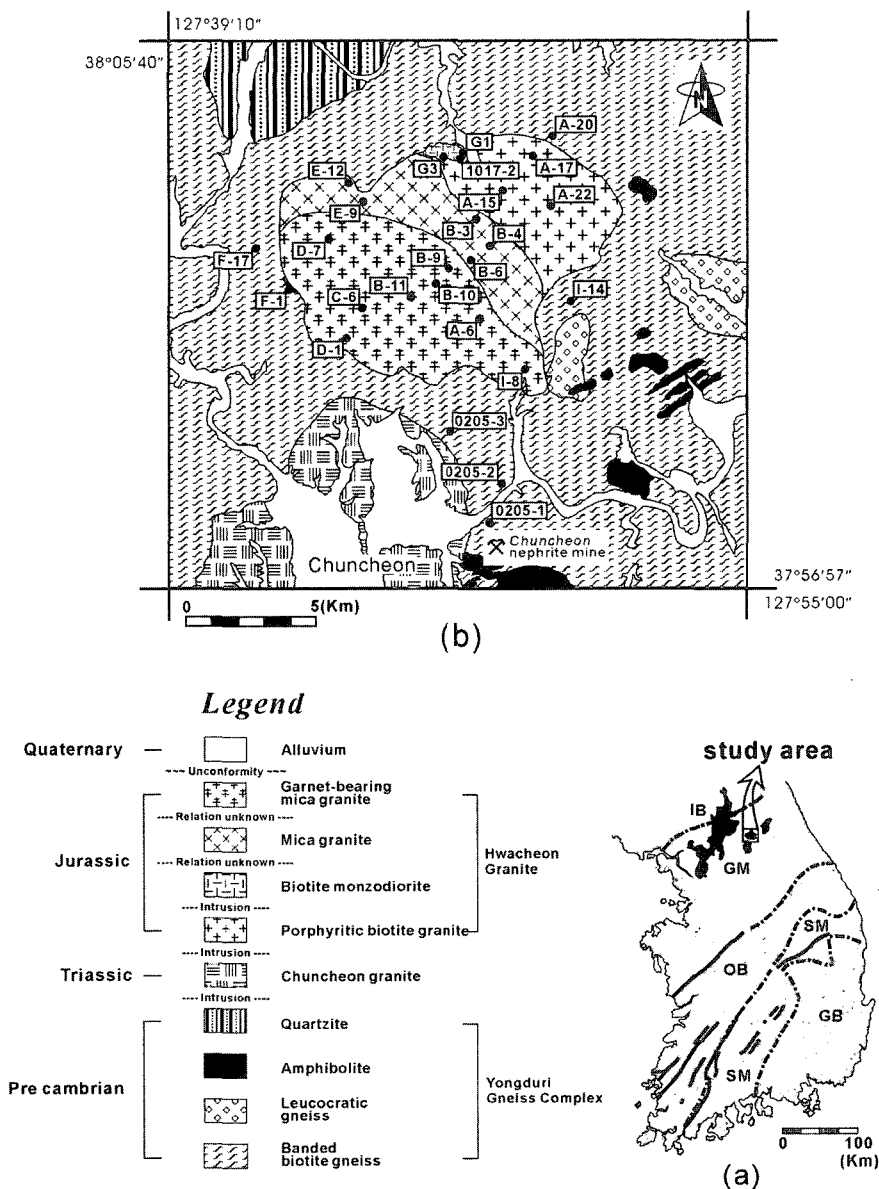 127°39′10″
38°05′40″
N
A-20
G1
E-12
G3
1017-2
A-17
A-15
A-22
E-9
B-3
B-4
D-7
F-17
B-9
B-6
F-1
C-6
B-11
B-10
I-14
A-6
D-1
I-8
0205-3
0205-2
0205-1
Chuncheon
nephrite mine
Chuncheon
37°56′57″
127°55′00″
0 5(Km)
(b)
Legend
Quaternary
Alluvium
Unconformity
Garnet-bearing
mica granite
Relation unknown
Jurassic
Mica granite
Hwacheon
Granite
Relation unknown
Biotite monzodiorite
Intrusion
Porphyritic biotite granite
Intrusion
Triassic
Chuncheon granite
Intrusion
Quartzite
Pre cambrian
Amphibolite
Yongduri
Gneiss Complex
Leucocratic
gneiss
Banded
biotite gneiss
study area
IB
GM
SM
OB
GB
SM
0 100
(Km)
(a)